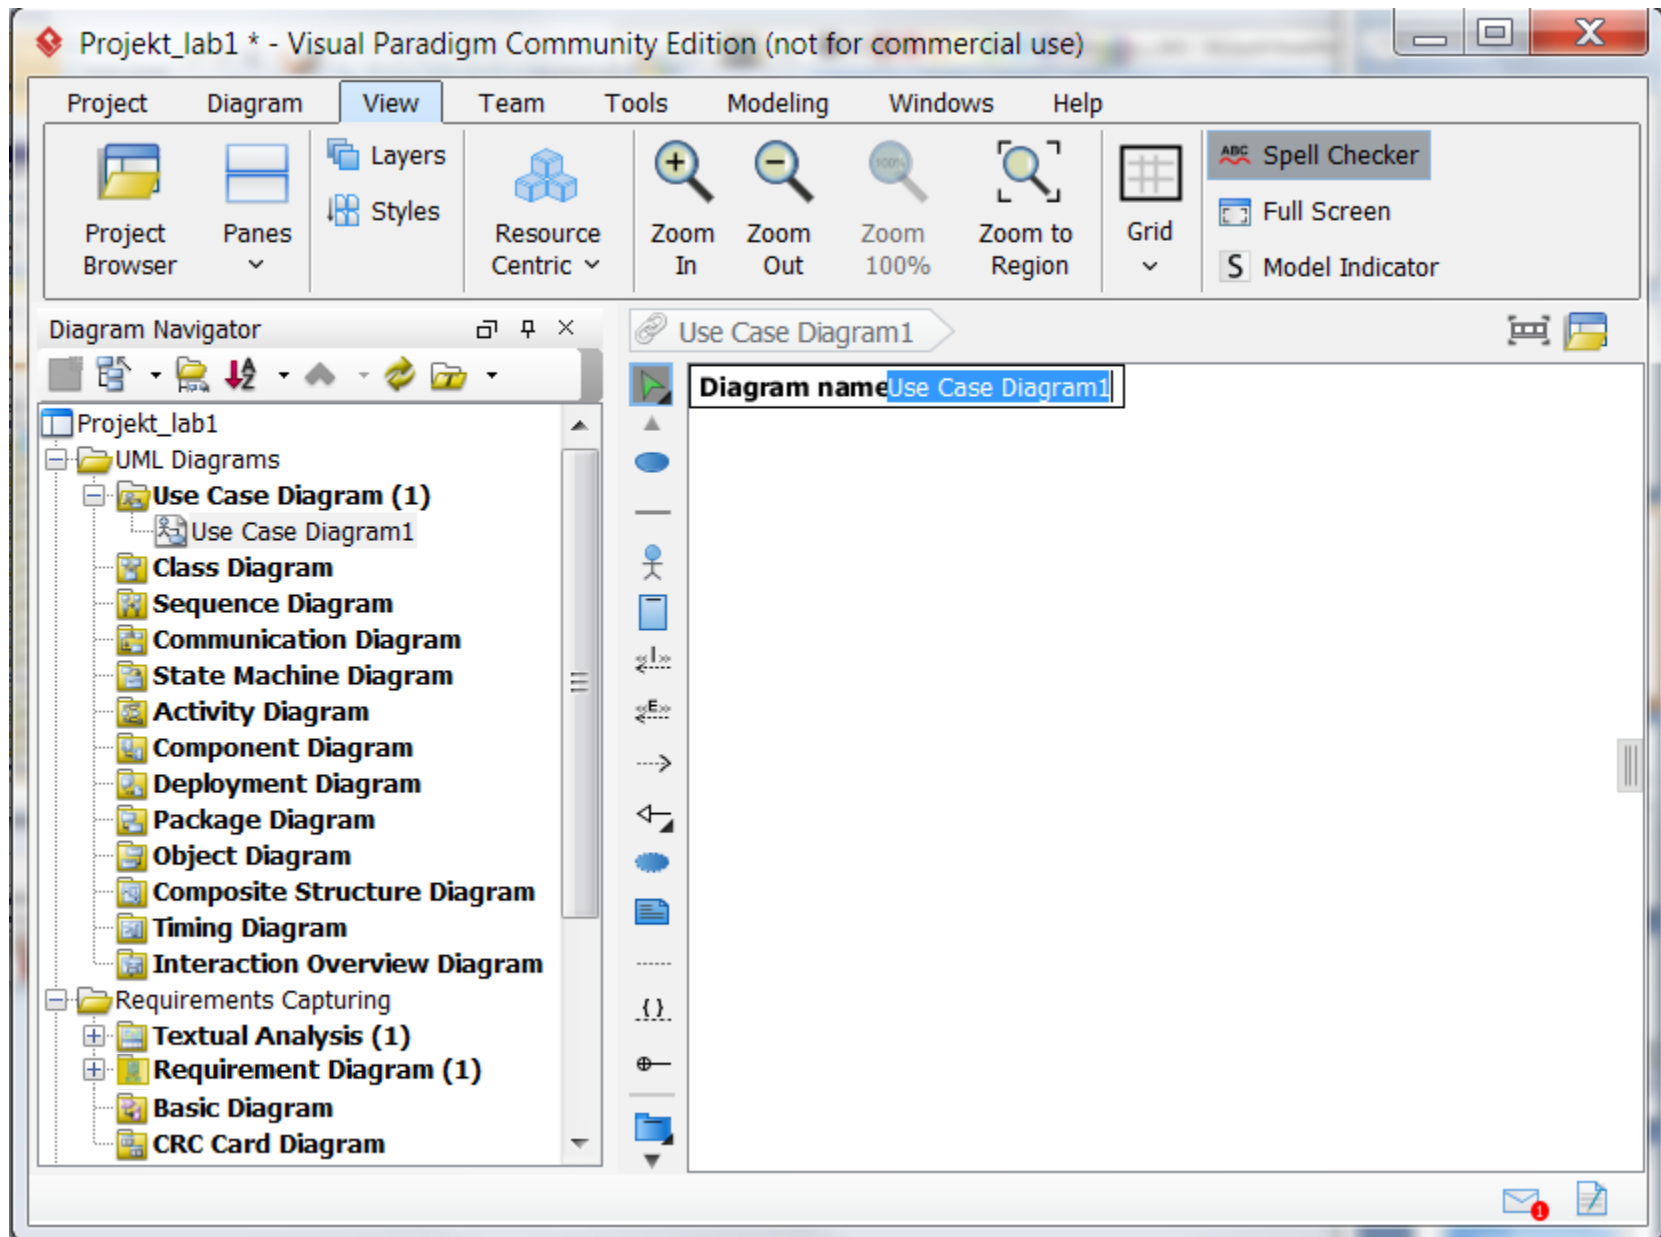 Projekt_lab1 * - Visual Paradigm Community Edition (not for commercial use)
Project Diagram View Team Tools Modeling Windows Help
Project Browser
Panes
Layers
Styles
Resource Centric
Zoom In
Zoom Out
100%
Zoom 100%
Zoom to Region
Grid
ABC Spell Checker
Full Screen
S Model Indicator
Diagram Navigator
Use Case Diagram1
Diagram name Use Case Diagram1
Projekt_lab1
UML Diagrams
Use Case Diagram (1)
Use Case Diagram1
Class Diagram
Sequence Diagram
Communication Diagram
State Machine Diagram
Activity Diagram
Component Diagram
Deployment Diagram
Package Diagram
Object Diagram
Composite Structure Diagram
Timing Diagram
Interaction Overview Diagram
Requirements Capturing
Textual Analysis (1)
Requirement Diagram (1)
Basic Diagram
CRC Card Diagram
«I»
«E»
{}
1